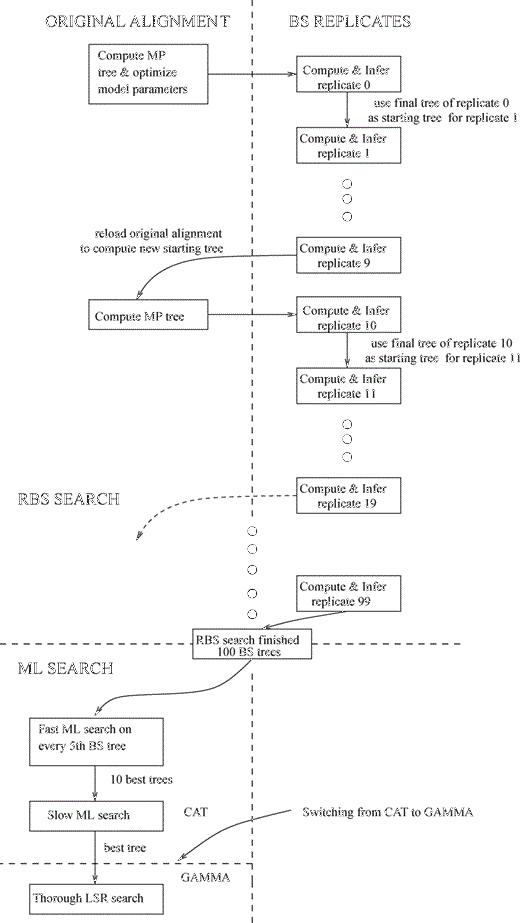 ORIGINAL ALIGNMENT
BS REPLICATES
Compute MP
tree & optimize
model parameters
Compute & Infer
replicate 0
use final tree of replicate 0
as starting tree for replicate 1
Compute & Infer
replicate 1
reload original alignment
to compute new starting tree
Compute & Infer
replicate 9
Compute MP tree
Compute & Infer
replicate 10
use final tree of replicate 10
as starting tree for replicate 11
Compute & Infer
replicate 11
RBS SEARCH
Compute & Infer
replicate 19
Compute & Infer
replicate 99
RBS search finished
100 BS trees
ML SEARCH
Fast ML search on
every 5th BS tree
10 best trees
Slow ML search
CAT
Switching from CAT to GAMMA
best tree
GAMMA
Thorough LSR search